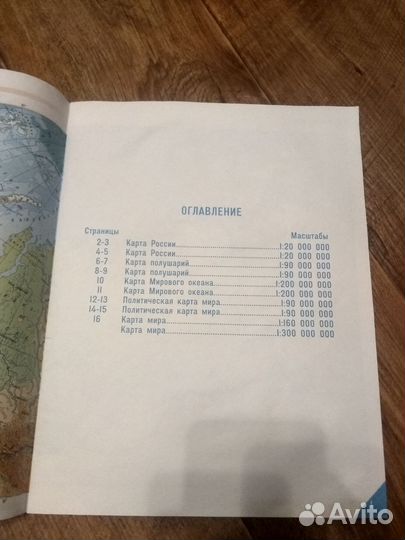 ОГЛАВЛЕНИЕ
Страницы Масштабы
2-3 Карта России 1:20 000 000
4-5 Карта России 1:20 000 000
6-7 Карта полушарий 1:90 000 000
8-9 Карта полушарий 1:90 000 000
10 Карта Мирового океана 1:200 000 000
11 Карта Мирового океана 1:200 000 000
12-13 Политическая карта мира 1:90 000 000
14-15 Политическая карта мира 1:90 000 000
16 Карта мира 1:160 000 000
Карта мира 1:300 000 000
Avito